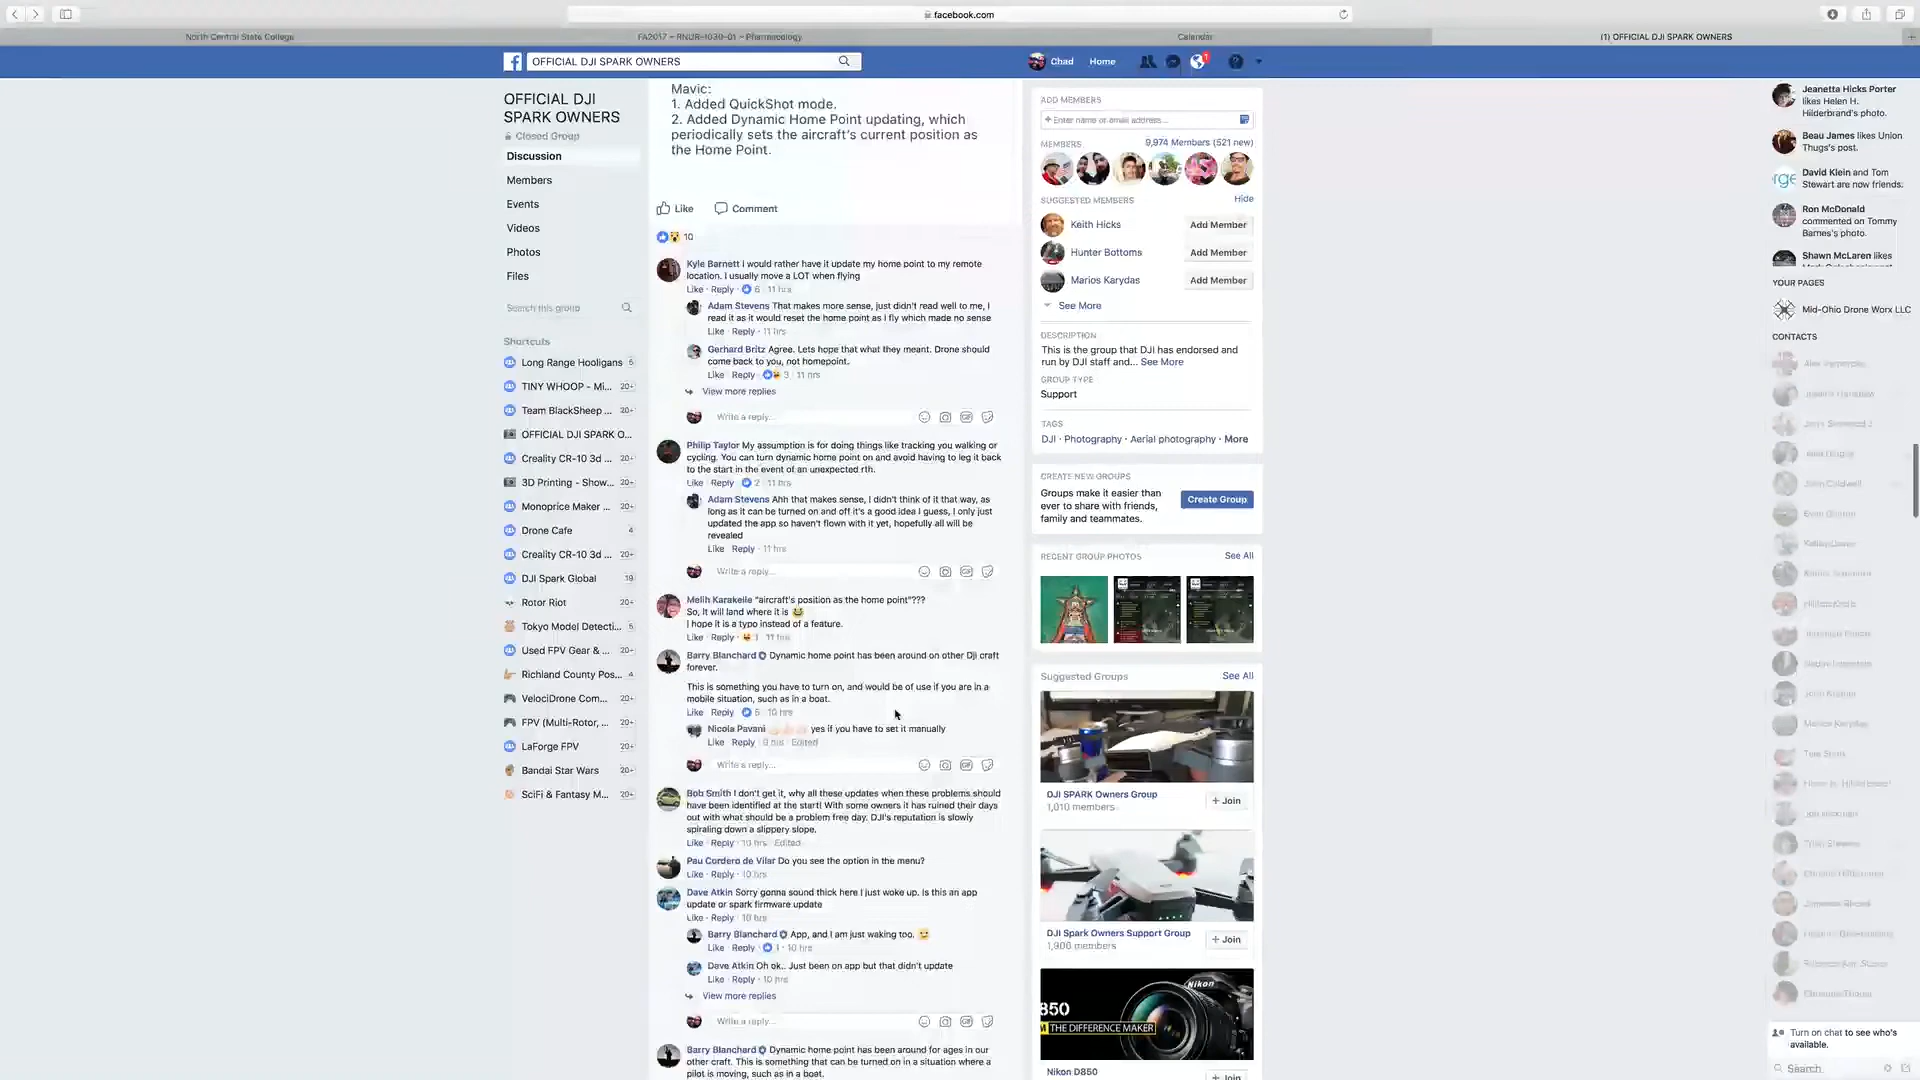 facebook.com
North Central State College
FA2017 – RNUR-1030-01 – Pharmacology
Calendar
(1) OFFICIAL DJI SPARK OWNERS
OFFICIAL DJI SPARK OWNERS
Chad
Home
1
OFFICIAL DJI
SPARK OWNERS
Closed Group
Discussion
Members
Events
Videos
Photos
Files
Search this group
Shortcuts
Long Range Hooligans 5
TINY WHOOP - Mi... 20+
Team BlackSheep ... 20+
OFFICIAL DJI SPARK O...
Creality CR-10 3d ... 20+
3D Printing - Show... 20+
Monoprice Maker ... 20+
Drone Cafe 4
Creality CR-10 3d ... 20+
DJI Spark Global 19
Rotor Riot 20+
Tokyo Model Detecti... 5
Used FPV Gear & ... 20+
Richland County Pos... 4
VelociDrone Com... 20+
FPV (Multi-Rotor, ... 20+
LaForge FPV 20+
Bandai Star Wars 20+
SciFi & Fantasy M... 20+
Mavic:
1. Added QuickShot mode.
2. Added Dynamic Home Point updating, which
periodically sets the aircraft's current position as
the Home Point.
Like Comment
10
Kyle Barnett I would rather have it update my home point to my remote
location. I usually move a LOT when flying
Like · Reply · 6 · 11 hrs
Adam Stevens That makes more sense, just didn't read well to me, I
read it as it would reset the home point as I fly which made no sense
Like · Reply · 11 hrs
Gerhard Britz Agree. Lets hope that what they meant. Drone should
come back to you, not homepoint.
Like · Reply · 3 · 11 hrs
View more replies
Write a reply...
Philip Taylor My assumption is for doing things like tracking you walking or
cycling. You can turn dynamic home point on and avoid having to leg it back
to the start in the event of an unexpected rth.
Like · Reply · 2 · 11 hrs
Adam Stevens Ahh that makes sense, I didn't think of it that way, as
long as it can be turned on and off it's a good idea I guess, I only just
updated the app so haven't flown with it yet, hopefully all will be
revealed
Like · Reply · 11 hrs
Write a reply...
Melih Karakelle "aircraft's position as the home point"???
So, It will land where it is 😂
I hope it is a typo instead of a feature.
Like · Reply · 1 · 11 hrs
Barry Blanchard Dynamic home point has been around on other Dji craft
forever.
This is something you have to turn on, and would be of use if you are in a
mobile situation, such as in a boat.
Like · Reply · 5 · 10 hrs
Nicola Pavani yes if you have to set it manually
Like · Reply · 9 hrs · Edited
Write a reply...
Bob Smith I don't get it, why all these updates when these problems should
have been identified at the start! With some owners it has ruined their days
out with what should be a problem free day. DJI's reputation is slowly
spiraling down a slippery slope.
Like · Reply · 10 hrs · Edited
Pau Cordero de Vilar Do you see the option in the menu?
Like · Reply · 10 hrs
Dave Atkin Sorry gonna sound thick here I just woke up. Is this an app
update or spark firmware update
Like · Reply · 10 hrs
Barry Blanchard App, and I am just waking too. 😉
Like · Reply · 1 · 10 hrs
Dave Atkin Oh ok.. Just been on app but that didn't update
Like · Reply · 10 hrs
View more replies
Write a reply...
Barry Blanchard Dynamic home point has been around for ages in our
other craft. This is something that can be turned on in a situation where a
pilot is moving, such as in a boat.
ADD MEMBERS
+ Enter name or email address...
MEMBERS 9,974 Members (521 new)
SUGGESTED MEMBERS Hide
Keith Hicks Add Member
Hunter Bottoms Add Member
Marios Karydas Add Member
See More
DESCRIPTION
This is the group that DJI has endorsed and
run by DJI staff and... See More
GROUP TYPE
Support
TAGS
DJI · Photography · Aerial photography · More
CREATE NEW GROUPS
Groups make it easier than
ever to share with friends,
family and teammates.
Create Group
RECENT GROUP PHOTOS See All
Suggested Groups See All
DJI SPARK Owners Group
1,010 members
+ Join
DJI Spark Owners Support Group
1,900 members
+ Join
Nikon
850
THE DIFFERENCE MAKER
Nikon D850
+ Join
Jeanetta Hicks Porter
likes Helen H.
Hildebrand's photo.
Beau James likes Union
Thugs's post.
David Klein and Tom
Stewart are now friends.
Ron McDonald
commented on Tommy
Barnes's photo.
Shawn McLaren likes
YOUR PAGES
Mid-Ohio Drone Worx LLC
CONTACTS
Turn on chat to see who's
available.
Search